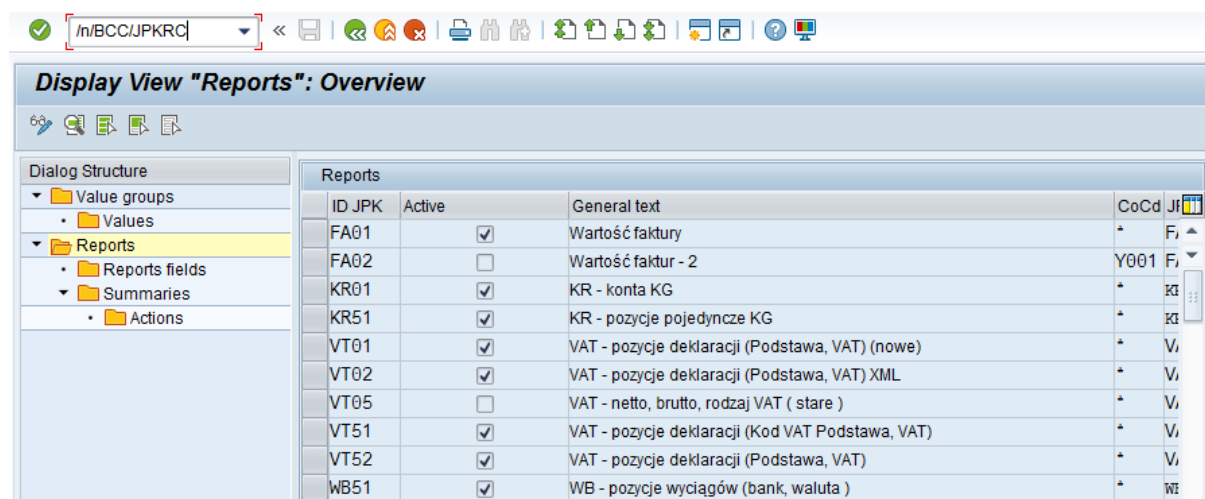 /n/BCC/JPKRC
Display View "Reports": Overview
Dialog Structure
Value groups
Values
Reports
Reports fields
Summaries
Actions
Reports
ID JPK Active General text CoCd
FA01 Wartość faktury *
FA02 Wartość faktur - 2 Y001
KR01 KR - konta KG *
KR51 KR - pozycje pojedyncze KG *
VT01 VAT - pozycje deklaracji (Podstawa, VAT) (nowe) *
VT02 VAT - pozycje deklaracji (Podstawa, VAT) XML *
VT05 VAT - netto, brutto, rodzaj VAT ( stare ) *
VT51 VAT - pozycje deklaracji (Kod VAT Podstawa, VAT) *
VT52 VAT - pozycje deklaracji (Podstawa, VAT) *
WB51 WB - pozycje wyciągów (bank, waluta ) *